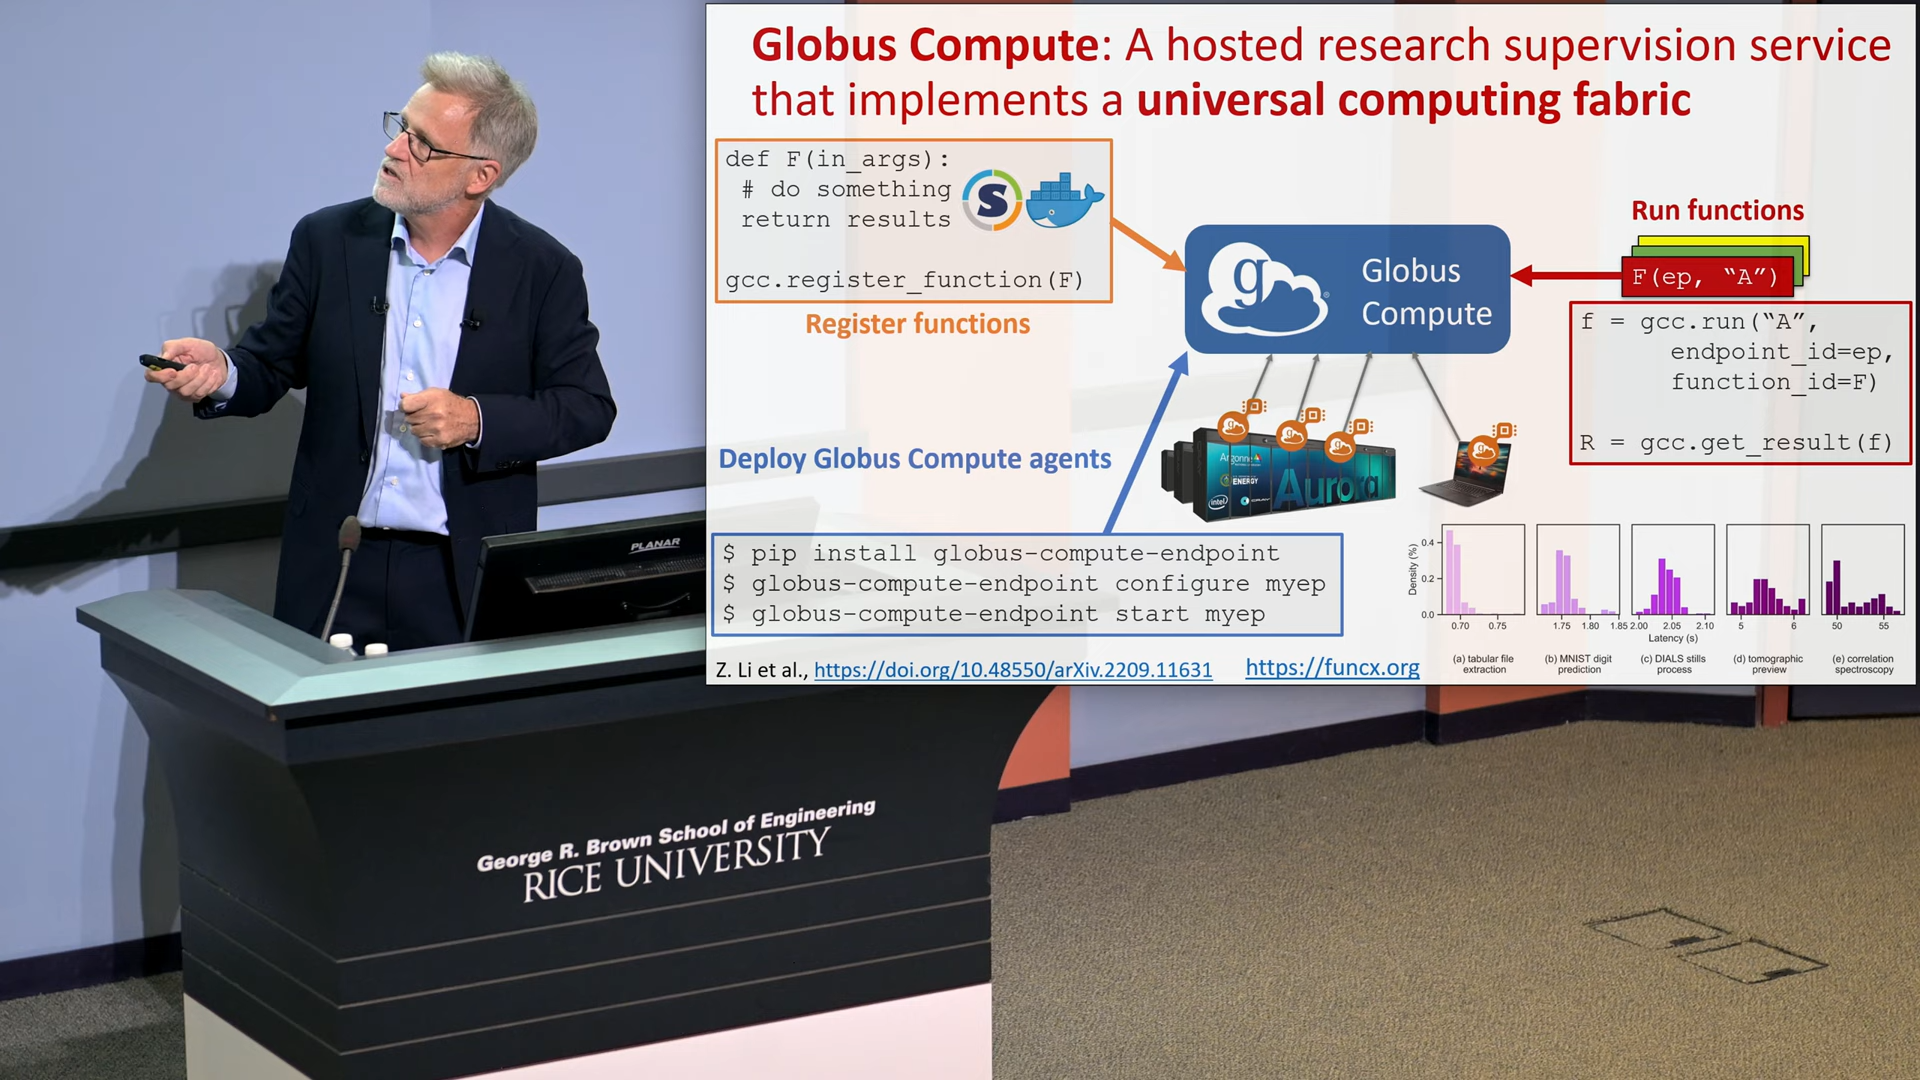 Globus Compute: A hosted research supervision service
that implements a universal computing fabric
def F(in_args):
# do something
return results
gcc.register_function(F)
S
Register functions
g
Globus
Compute
Run functions
F(ep, “A”)
f = gcc.run(“A”,
endpoint_id=ep,
function_id=F)
R = gcc.get_result(f)
Deploy Globus Compute agents
Argonne
ENERGY
intel
Aurora
$ pip install globus-compute-endpoint
$ globus-compute-endpoint configure myep
$ globus-compute-endpoint start myep
Density (%)
0.4
0.2
0.0
0.70 0.75
1.75 1.80 1.85
2.00 2.05 2.10
5 6
50 55
Latency (s)
(a) tabular file
extraction
(b) MNIST digit
prediction
(c) DIALS stills
process
(d) tomographic
preview
(e) correlation
spectroscopy
Z. Li et al., https://doi.org/10.48550/arXiv.2209.11631 https://funcx.org
PLANAR
George R. Brown School of Engineering
RICE UNIVERSITY